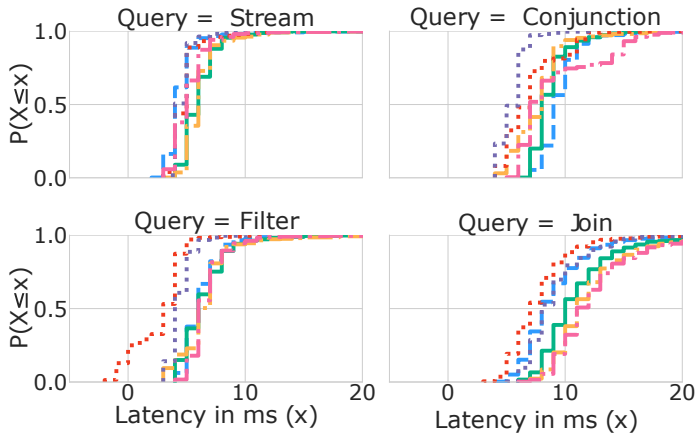 Query = Stream
Query = Conjunction
P(X≤x)
1.0
0.5
0.0
Query = Filter
Query = Join
P(X≤x)
1.0
0.5
0.0
0 10 20
0 10 20
Latency in ms (x)
Latency in ms (x)